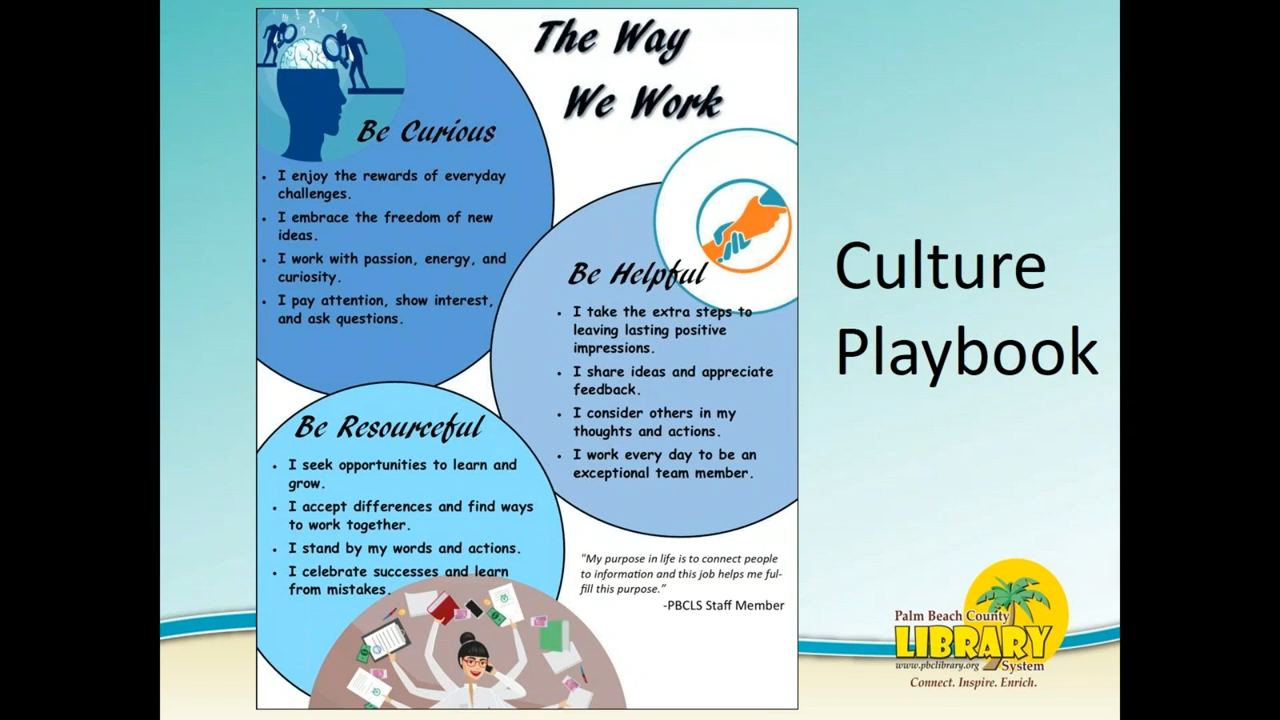 The Way
We Work
Be Curious
• I enjoy the rewards of everyday
challenges.
• I embrace the freedom of new
ideas.
• I work with passion, energy, and
curiosity.
• I pay attention, show interest,
and ask questions.
Be Helpful
• I take the extra steps to
leaving lasting positive
impressions.
• I share ideas and appreciate
feedback.
• I consider others in my
thoughts and actions.
• I work every day to be an
exceptional team member.
Be Resourceful
• I seek opportunities to learn and
grow.
• I accept differences and find ways
to work together.
• I stand by my words and actions.
• I celebrate successes and learn
from mistakes.
"My purpose in life is to connect people
to information and this job helps me ful-
fill this purpose."
-PBCLS Staff Member
Culture
Playbook
Palm Beach County
LIBRARY
www.pbclibrary.org System
Connect. Inspire. Enrich.